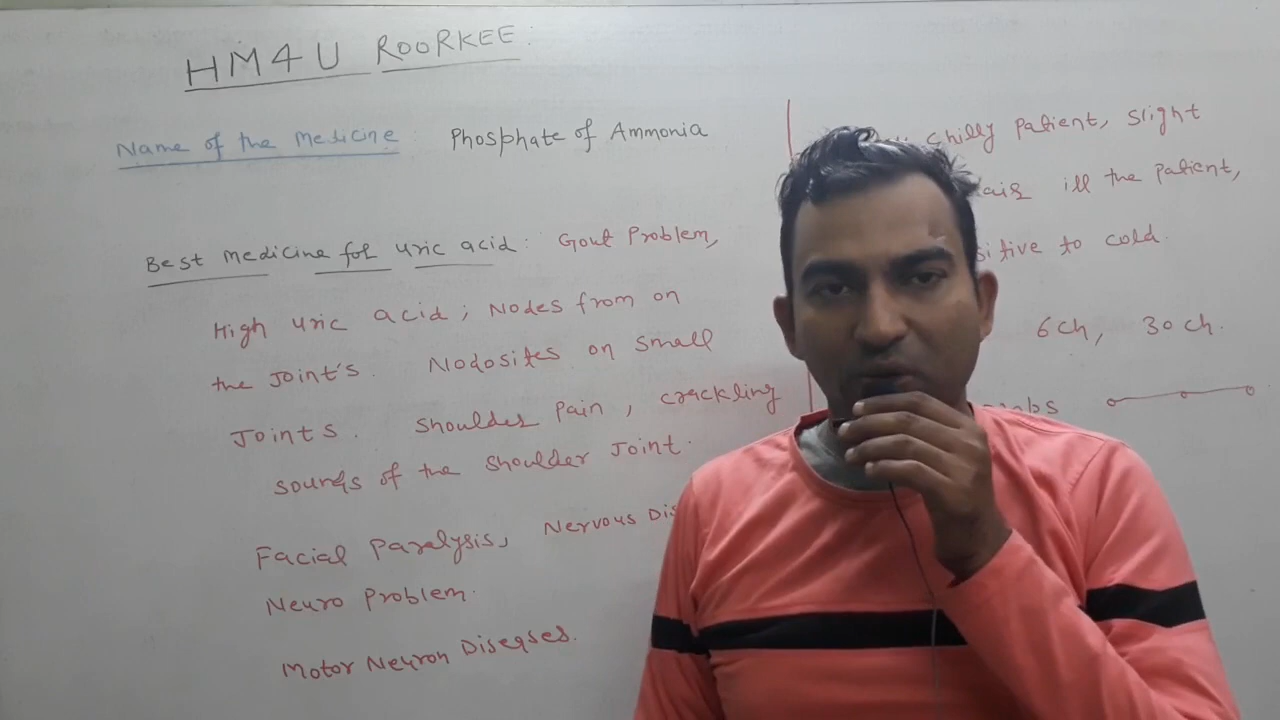 HM4U ROORKEE:
Name of the Medicine: Phosphate of Ammonia
Best medicine for uric acid: Gout Problem,
High uric acid; Nodes from on
the Joint's. Nodosites on small
Joints. Shoulder Pain, crackling
sounds of the shoulder Joint.
Facial Paralysis, Nervous Dis
Neuro Problem.
Motor Neuron Diseases.
chilly Patient, slight
ill the patient,
sitive to cold.
6ch, 30ch.